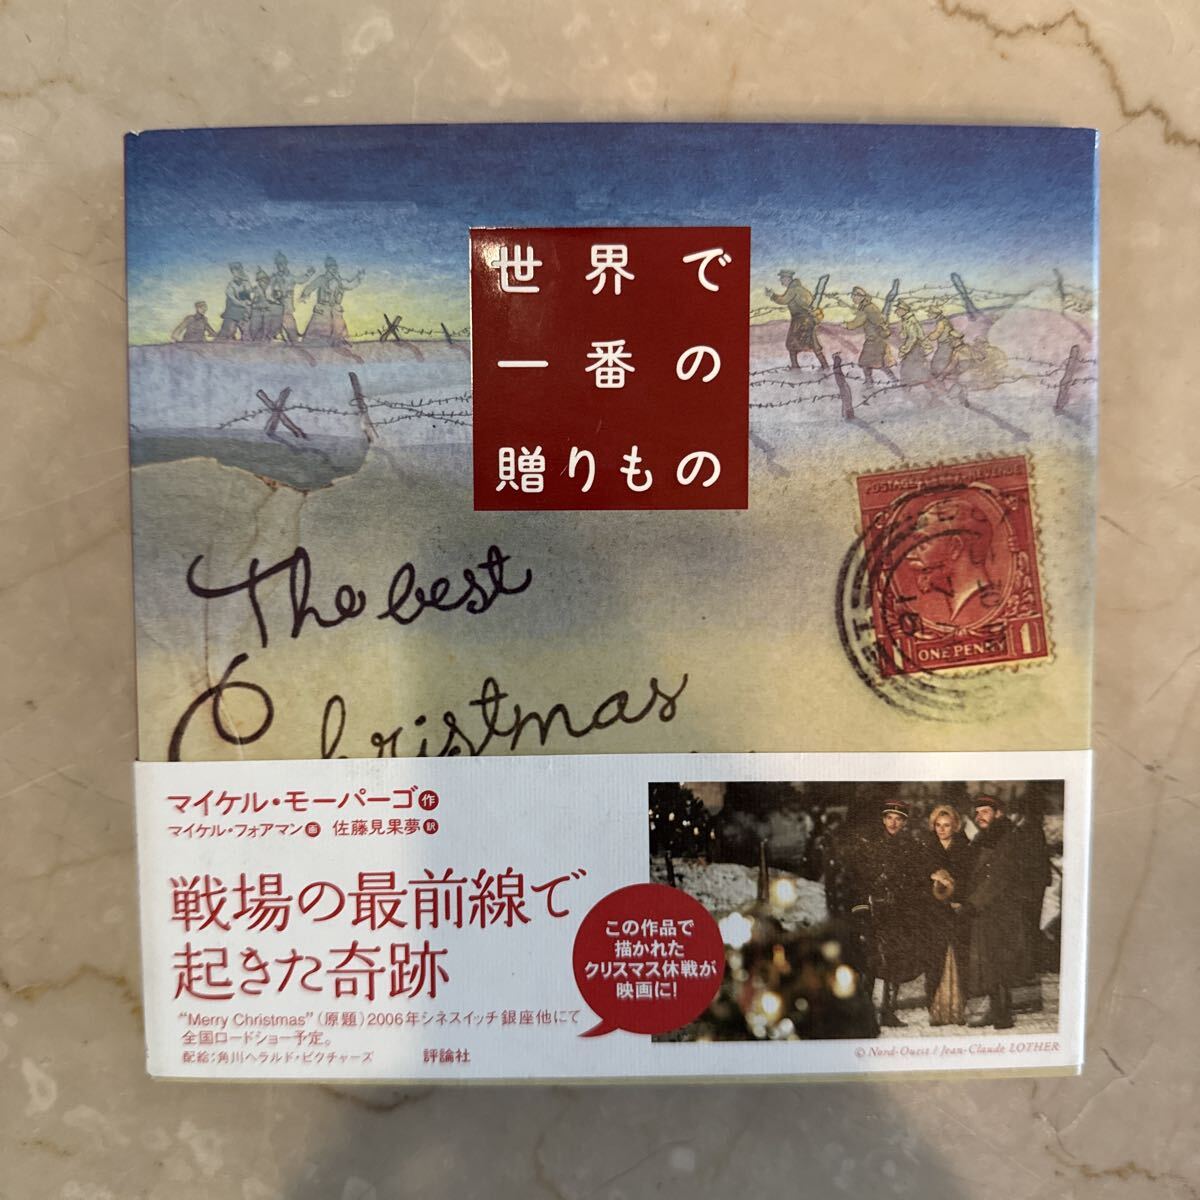 世界で
一番の
贈りもの
POSTAGE
REVENUE
1 ONE PENNY 1
The best
Christmas
マイケル・モーパーゴ 作
マイケル・フォアマン 画 佐藤見果夢 訳
戦場の最前線で
起きた奇跡
この作品で
描かれた
クリスマス休戦が
映画に!
“Merry Christmas”(原題)2006年シネスイッチ銀座他にて
全国ロードショー予定。
配給:角川ヘラルド・ピクチャーズ
評論社
© Nord-Ouest / Jean-Claude LOTHER